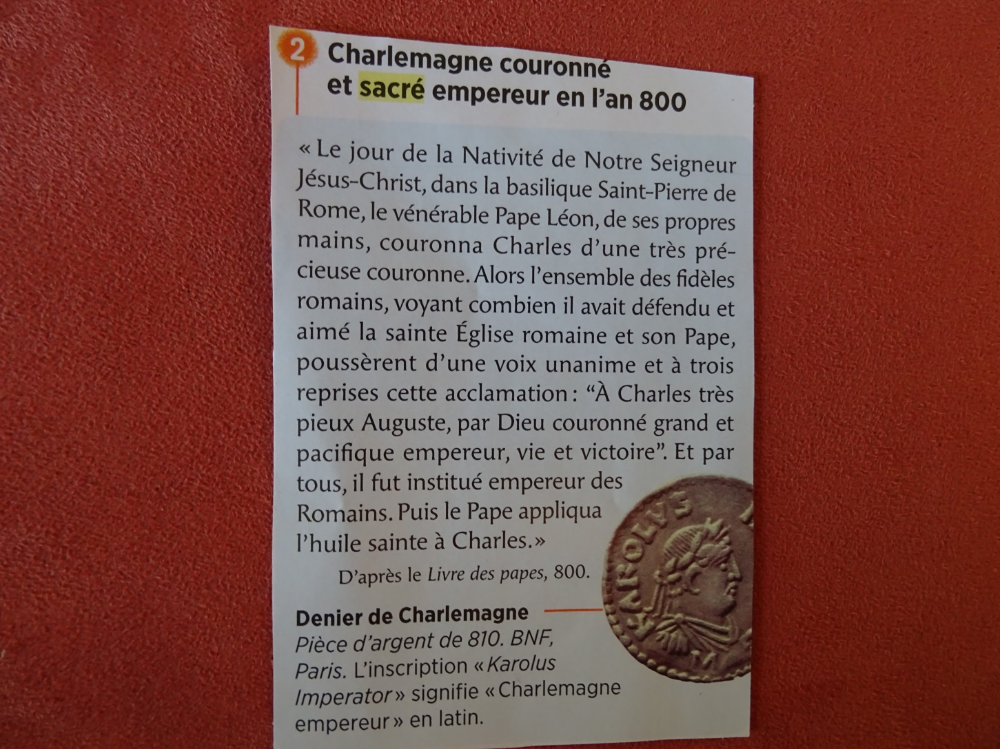 2
Charlemagne couronné
et sacré empereur en l'an 800
« Le jour de la Nativité de Notre Seigneur
Jésus-Christ, dans la basilique Saint-Pierre de
Rome, le vénérable Pape Léon, de ses propres
mains, couronna Charles d'une très pré-
cieuse couronne. Alors l'ensemble des fidèles
romains, voyant combien il avait défendu et
aimé la sainte Église romaine et son Pape,
poussèrent d'une voix unanime et à trois
reprises cette acclamation : “À Charles très
pieux Auguste, par Dieu couronné grand et
pacifique empereur, vie et victoire”. Et par
tous, il fut institué empereur des
Romains. Puis le Pape appliqua
l'huile sainte à Charles. »
D'après le Livre des papes, 800.
Denier de Charlemagne
Pièce d'argent de 810. BNF,
Paris. L'inscription « Karolus
Imperator » signifie « Charlemagne
empereur » en latin.
KAROLVS
M